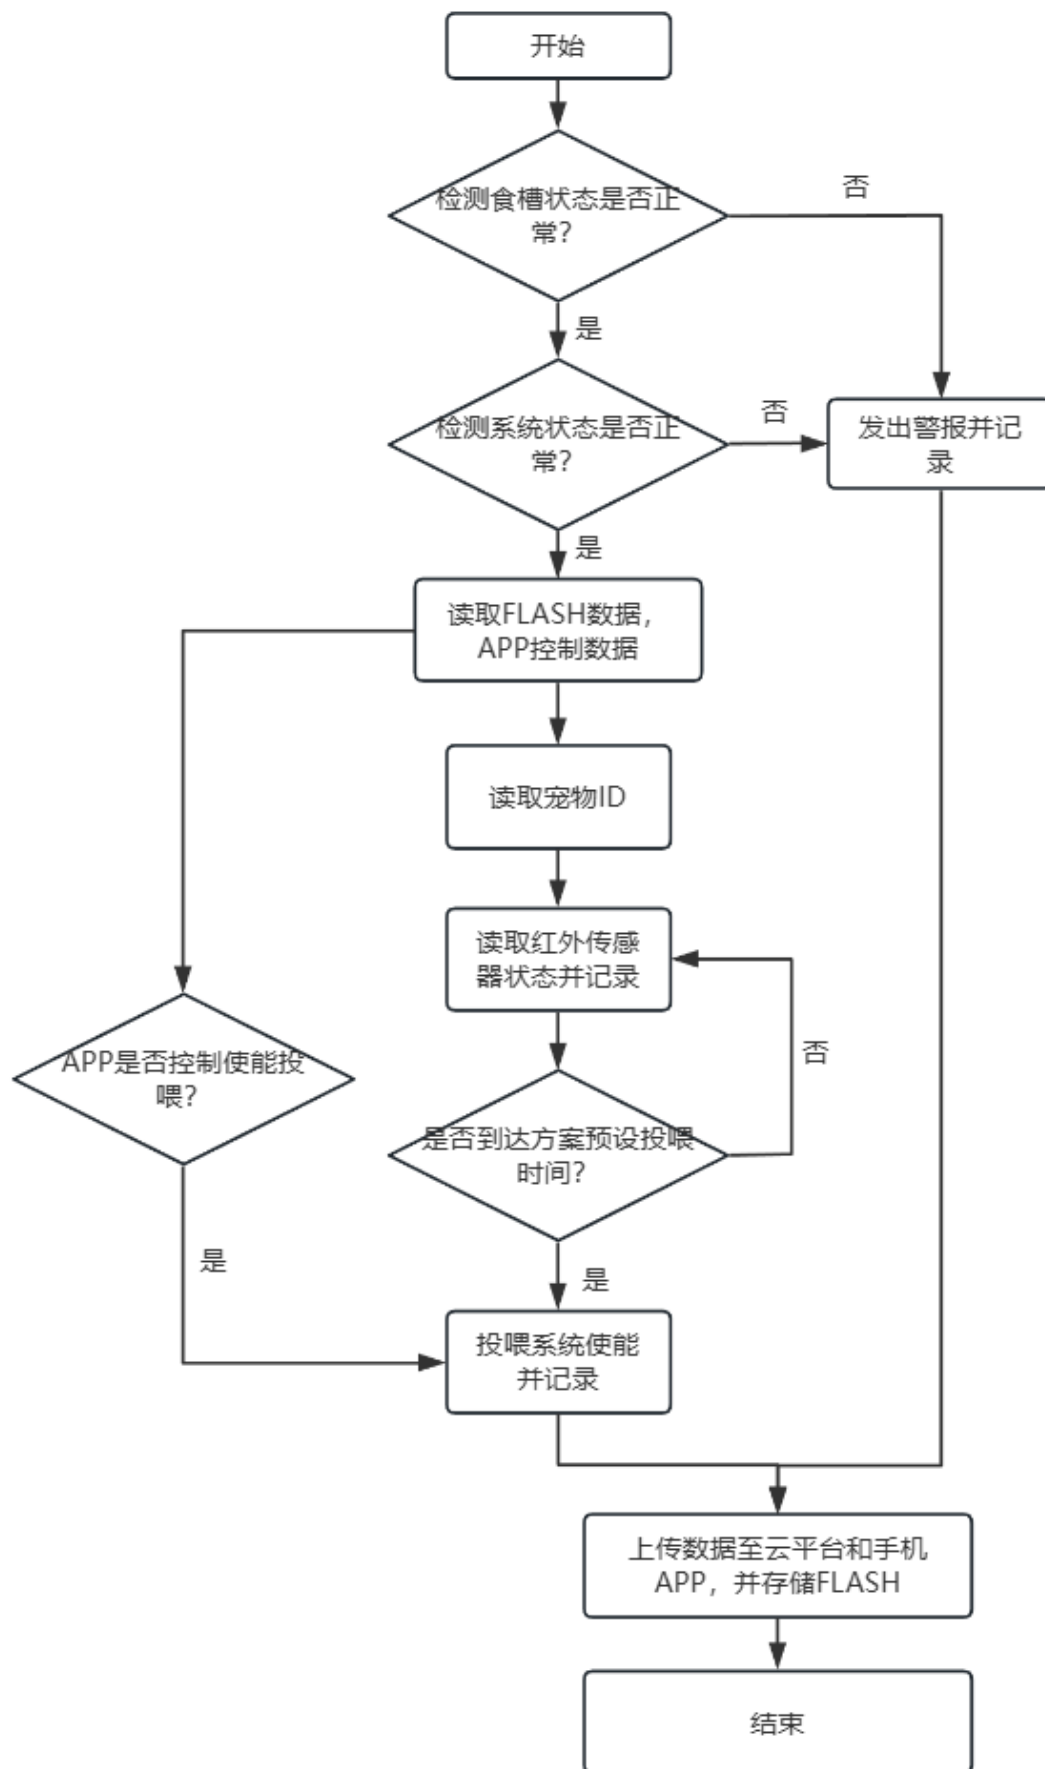 开始
检测食槽状态是否正
常?
否
是
检测系统状态是否正
常?
否
发出警报并记
录
是
读取FLASH数据,
APP控制数据
读取宠物ID
读取红外传感
器状态并记录
否
APP是否控制使能投
喂?
是否到达方案预设投喂
时间?
是
是
投喂系统使能
并记录
上传数据至云平台和手机
APP，并存储FLASH
结束